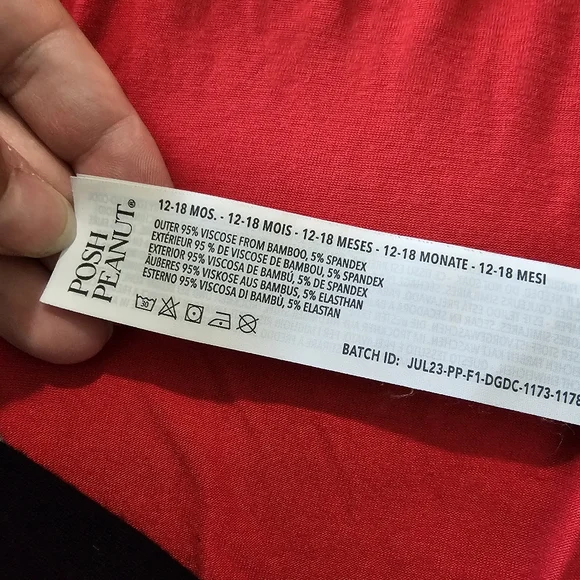 POSH
PEANUT®
12-18 MOS. - 12-18 MOIS - 12-18 MESES - 12-18 MONATE - 12-18 MESI
OUTER 95% VISCOSE FROM BAMBOO, 5% SPANDEX
EXTÉRIEUR 95 % DE VISCOSE DE BAMBOU, 5% SPANDEX
EXTERIOR 95% VISCOSA DE BAMBÚ, 5% DE SPANDEX
ÄUßERES 95% VISKOSE AUS BAMBUS, 5% ELASTHAN
ESTERNO 95% VISCOSA DI BAMBÙ, 5% ELASTAN
30
BATCH ID: JUL23-PP-F1-DGDC-1173-1178